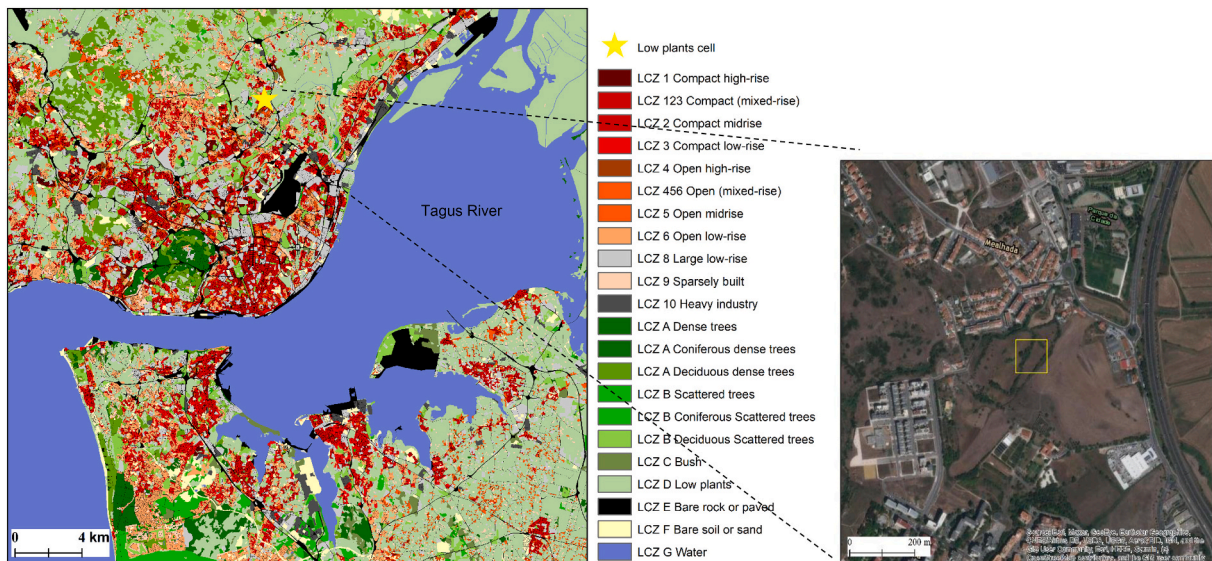 Tagus River
4 km
0
Low plants cell
LCZ 1 Compact high-rise
LCZ 123 Compact (mixed-rise)
LCZ 2 Compact midrise
LCZ 3 Compact low-rise
LCZ 4 Open high-rise
LCZ 456 Open (mixed-rise)
LCZ 5 Open midrise
LCZ 6 Open low-rise
LCZ 8 Large low-rise
LCZ 9 Sparsely built
LCZ 10 Heavy industry
LCZ A Dense trees
LCZ A Coniferous dense trees
LCZ A Deciduous dense trees
LCZ B Scattered trees
LCZ B Coniferous Scattered trees
LCZ B Deciduous Scattered trees
LCZ C Bush
LCZ D Low plants
LCZ E Bare rock or paved
LCZ F Bare soil or sand
LCZ G Water
Mealhada
Parque da
0
200 m